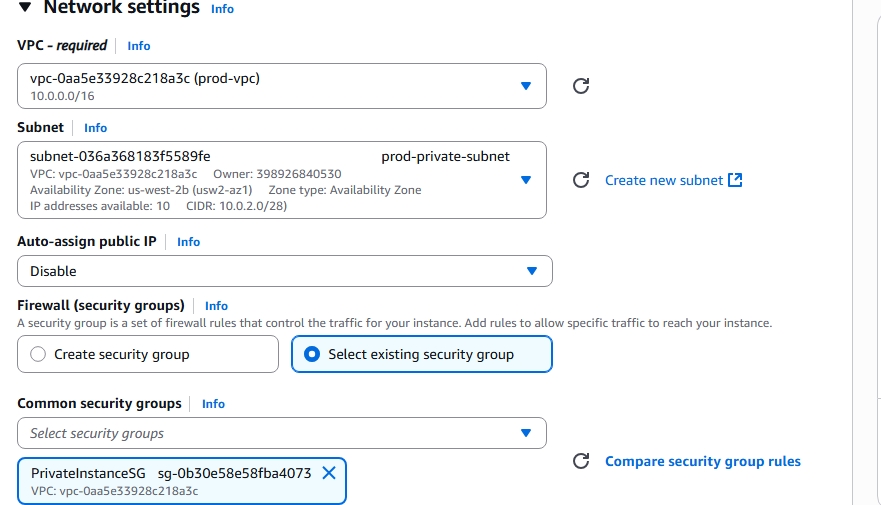 Network settings Info
VPC - required Info
vpc-0aa5e33928c218a3c (prod-vpc)
10.0.0.0/16
Subnet Info
subnet-036a368183f5589fe prod-private-subnet
VPC: vpc-0aa5e33928c218a3c Owner: 398926840530
Availability Zone: us-west-2b (usw2-az1) Zone type: Availability Zone
IP addresses available: 10 CIDR: 10.0.2.0/28)
Create new subnet
Auto-assign public IP Info
Disable
Firewall (security groups) Info
A security group is a set of firewall rules that control the traffic for your instance. Add rules to allow specific traffic to reach your instance.
Create security group
Select existing security group
Common security groups Info
Select security groups
PrivateInstanceSG sg-0b30e58e58fba4073
VPC: vpc-0aa5e33928c218a3c
Compare security group rules